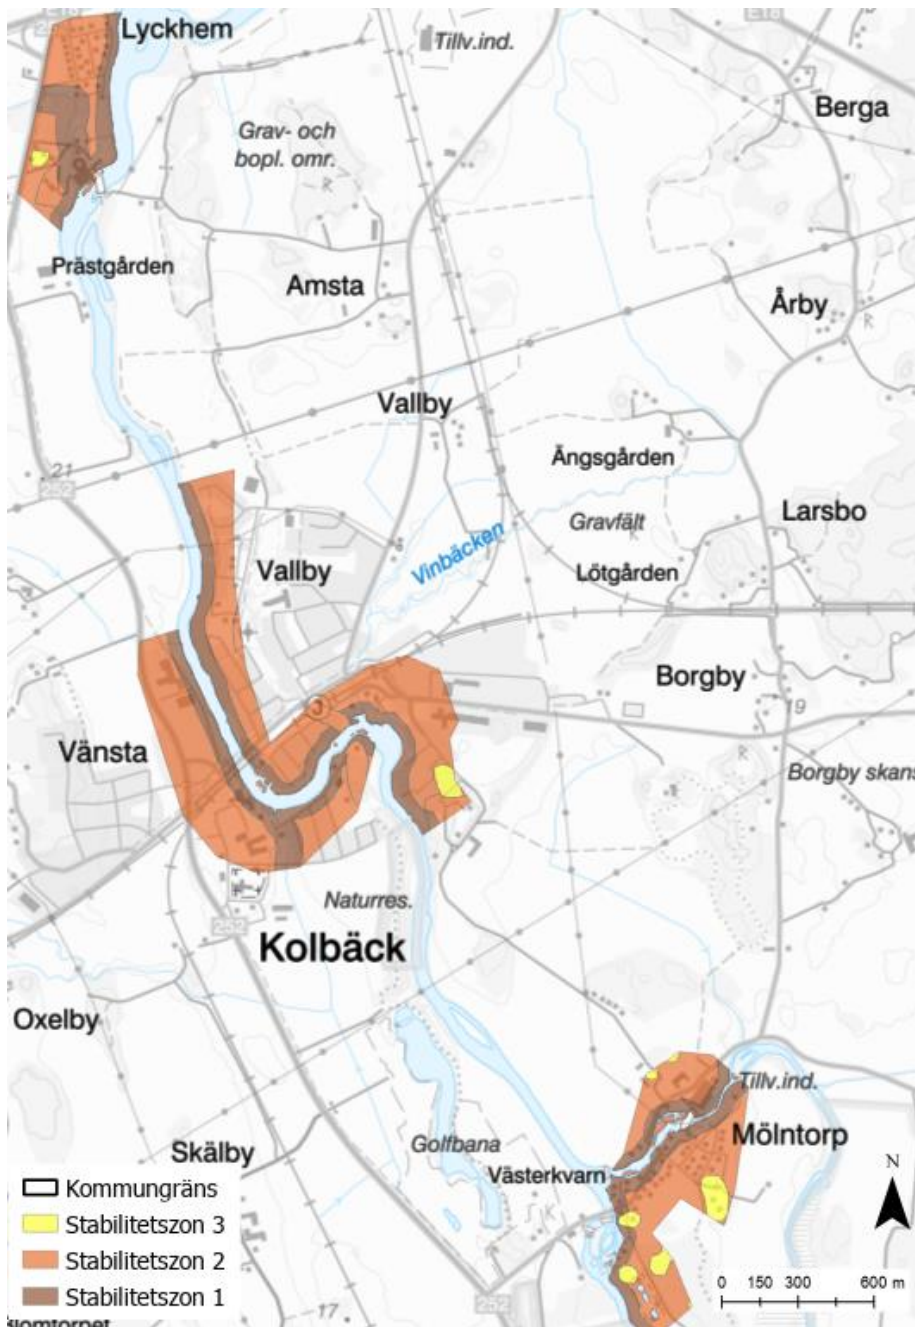 E18
Lyckhem
Tillv.ind.
Berga
Grav- och
bopl. omr.
R
Prästgården
Amsta
Årby
R
Vallby
Ängsgården
21
252
Gravfält
R
Larsbo
Vinbäcken
Vallby
Lötgården
Borgby
19
Vänsta
R
Borgby skans
Naturres.
252
Kolbäck
Oxelby
Tillv.ind.
Mölntorp
Skälby
Golfbana
Västerkvarn
N
Kommungräns
Stabilitetszon 3
Stabilitetszon 2
Stabilitetszon 1
0 150 300 600 m
252
17